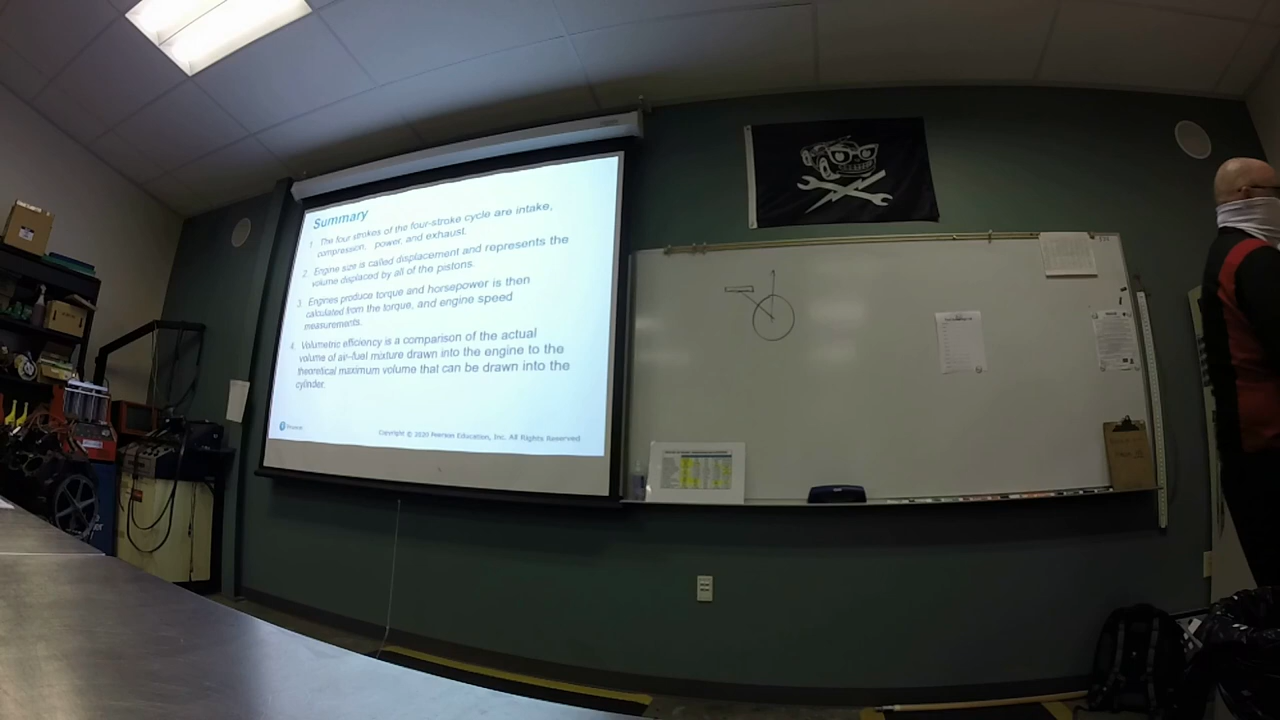 Summary
1. The four strokes of the four-stroke cycle are intake,
compression, power, and exhaust.
2. Engine size is called displacement and represents the
volume displaced by all of the pistons.
3. Engines produce torque and horsepower is then
calculated from the torque, and engine speed
measurements.
4. Volumetric efficiency is a comparison of the actual
volume of air-fuel mixture drawn into the engine to the
theoretical maximum volume that can be drawn into the
cylinder.
Pearson
Copyright © 2020 Pearson Education, Inc. All Rights Reserved